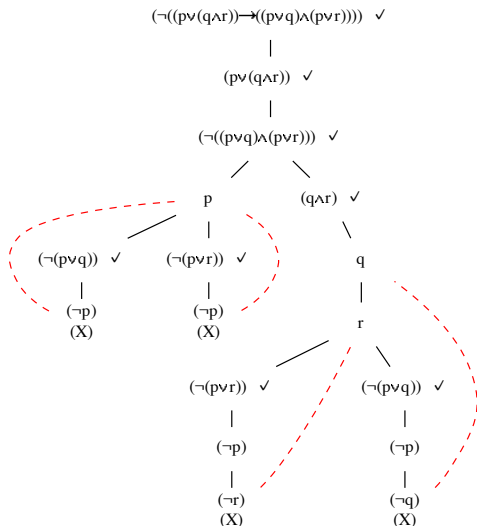 (¬((p∨(q∧r))→((p∨q)∧(p∨r)))) ✓
(p∨(q∧r)) ✓
(¬((p∨q)∧(p∨r))) ✓
p (q∧r) ✓
(¬(p∨q)) ✓ (¬(p∨r)) ✓ q
(¬p) (¬p)
(X) (X)
r
(¬(p∨r)) ✓ (¬(p∨q)) ✓
(¬p) (¬p)
(¬r) (¬q)
(X) (X)